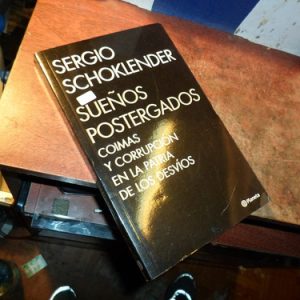 SERGIO
SCHOKLENDER
SUEÑOS
POSTERGADOS
COIMAS
Y CORRUPCIÓN
EN LA PATRIA
DE LOS DESVÍOS
Planeta